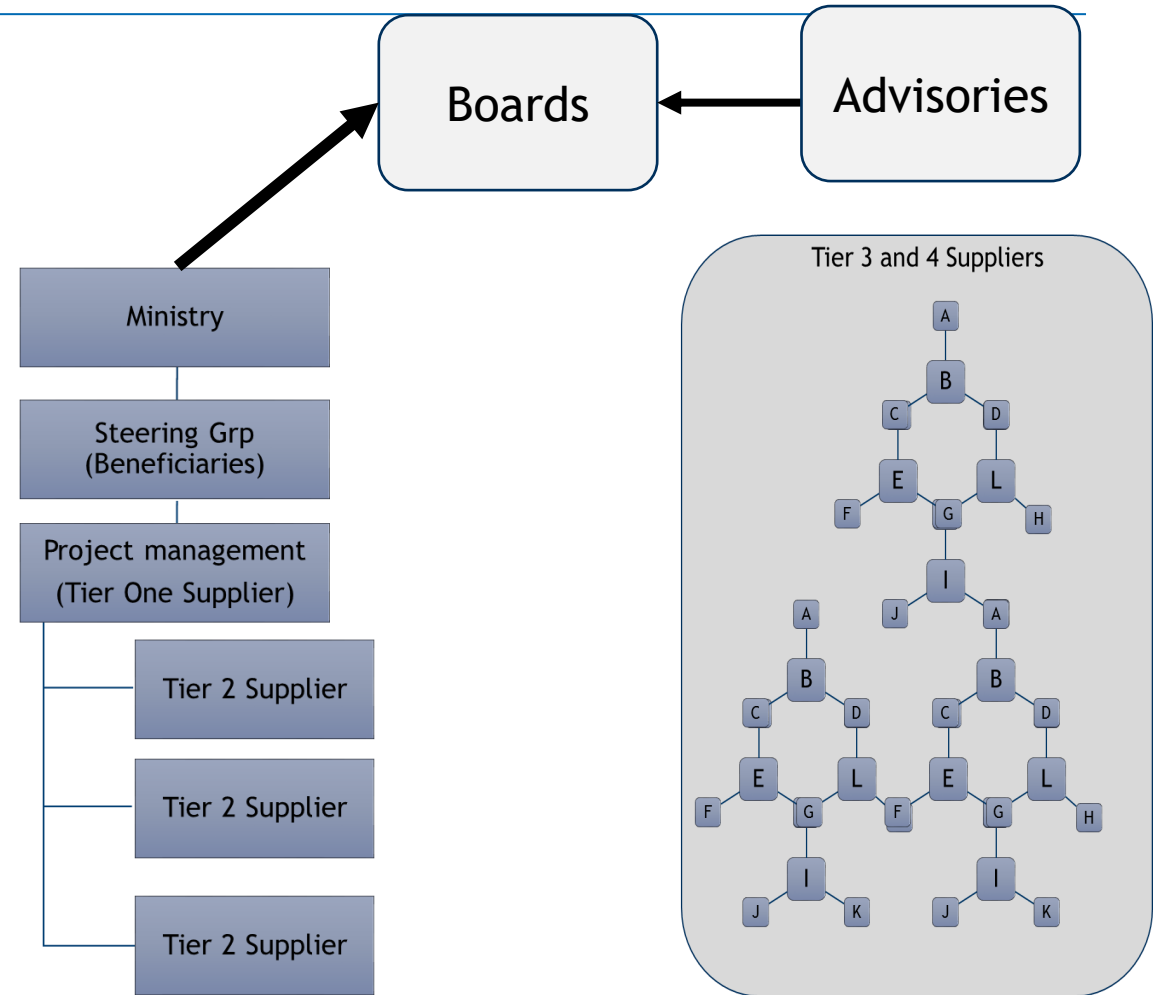 Boards
Advisories
Ministry
Steering Grp
(Beneficiaries)
Project management
(Tier One Supplier)
Tier 2 Supplier
Tier 2 Supplier
Tier 2 Supplier
Tier 3 and 4 Suppliers
A
B
C D
E L
F G H
I
J A
A
B B
C D C D
E L E L
F G F G H
I I
J K J K